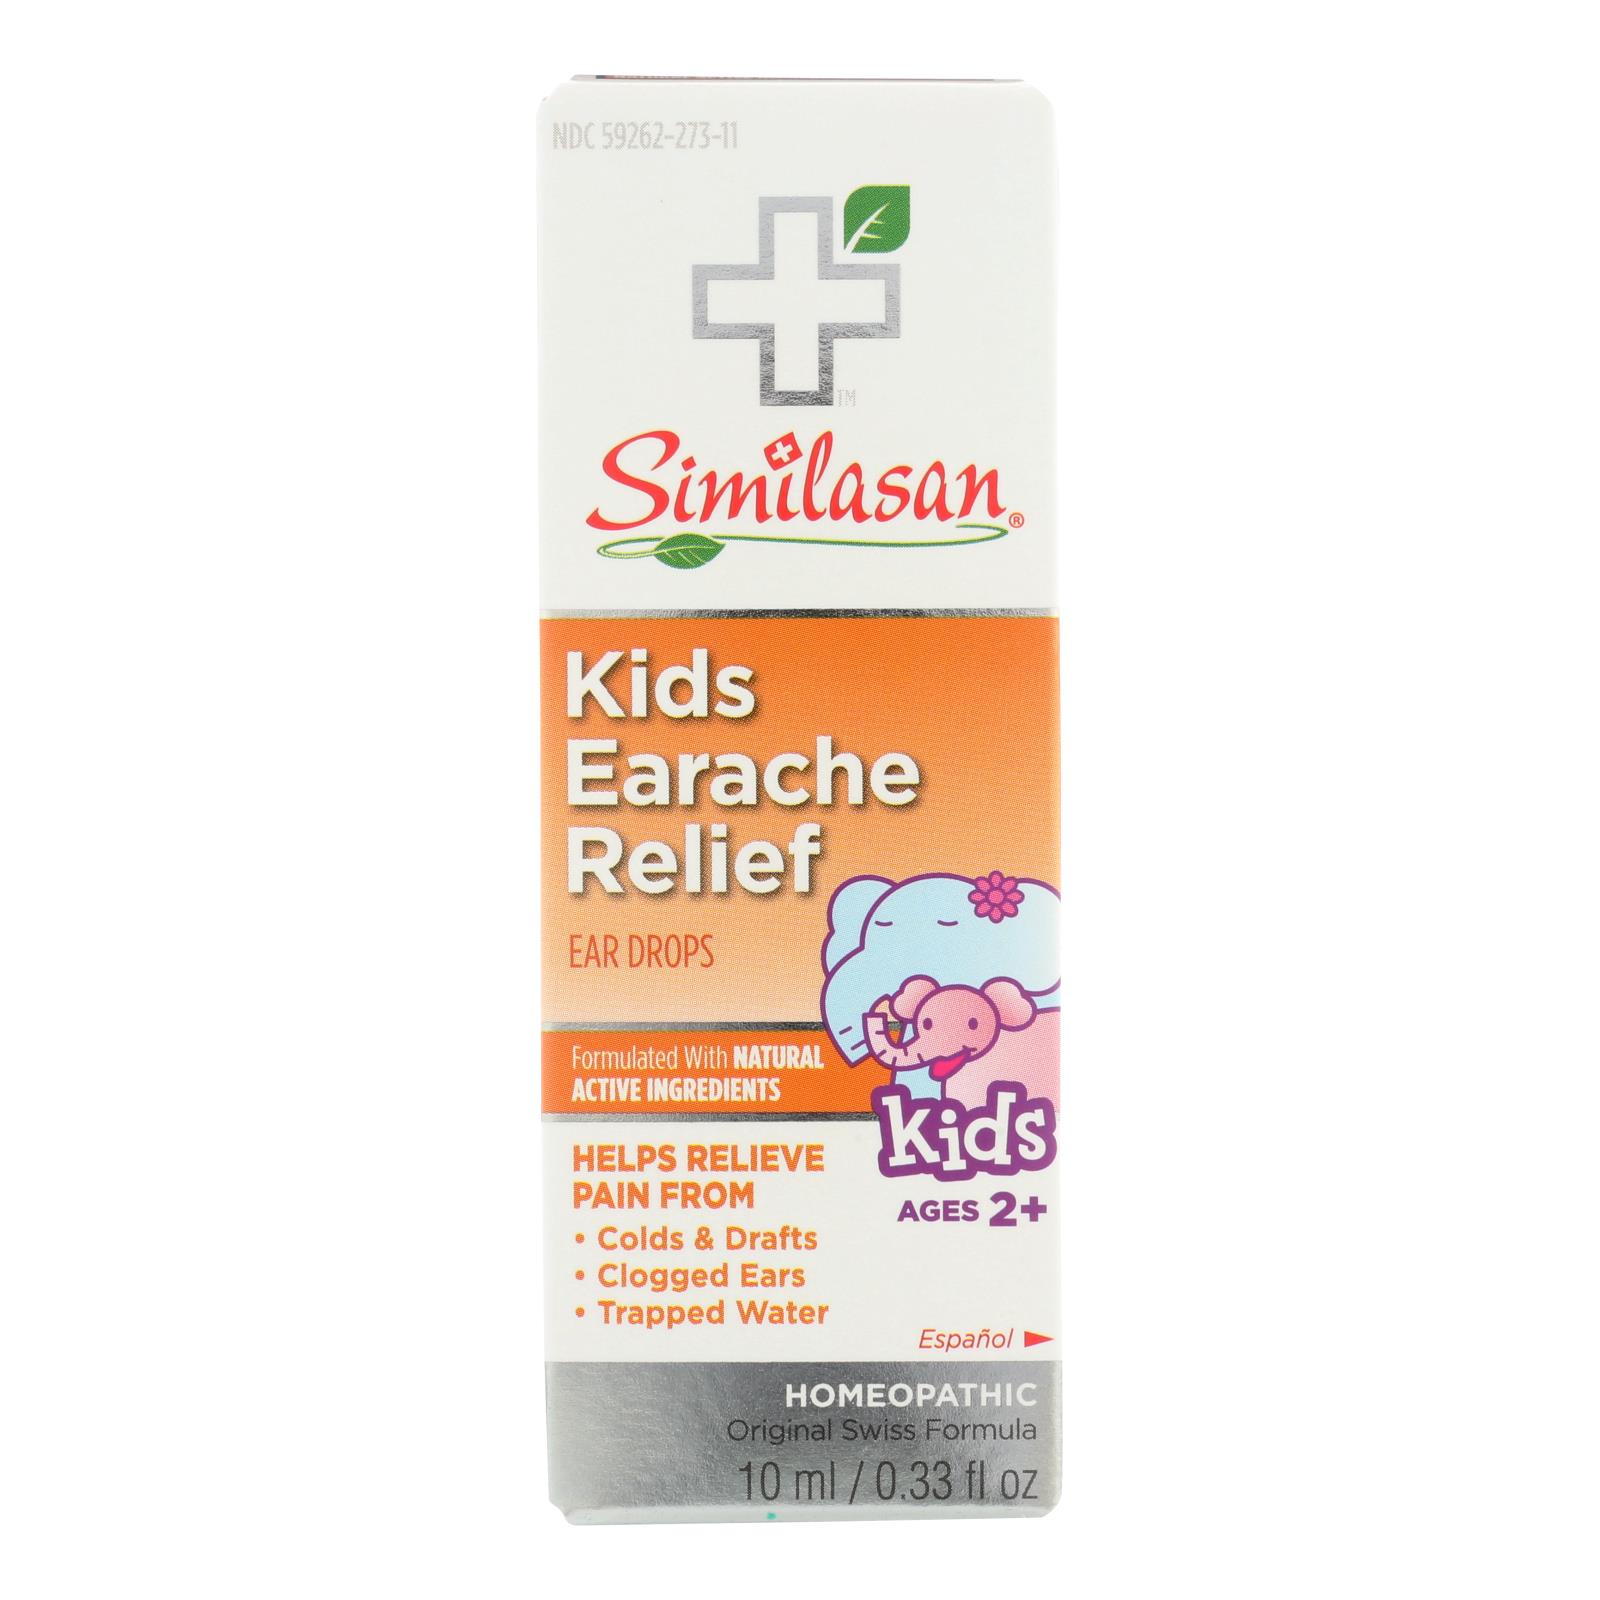 NDC 59262-273-11
TM
Similasan®
Kids
Earache
Relief
EAR DROPS
Formulated With NATURAL
ACTIVE INGREDIENTS
kids
AGES 2+
HELPS RELIEVE
PAIN FROM
• Colds & Drafts
• Clogged Ears
• Trapped Water
Español
HOMEOPATHIC
Original Swiss Formula
10 ml / 0.33 fl oz